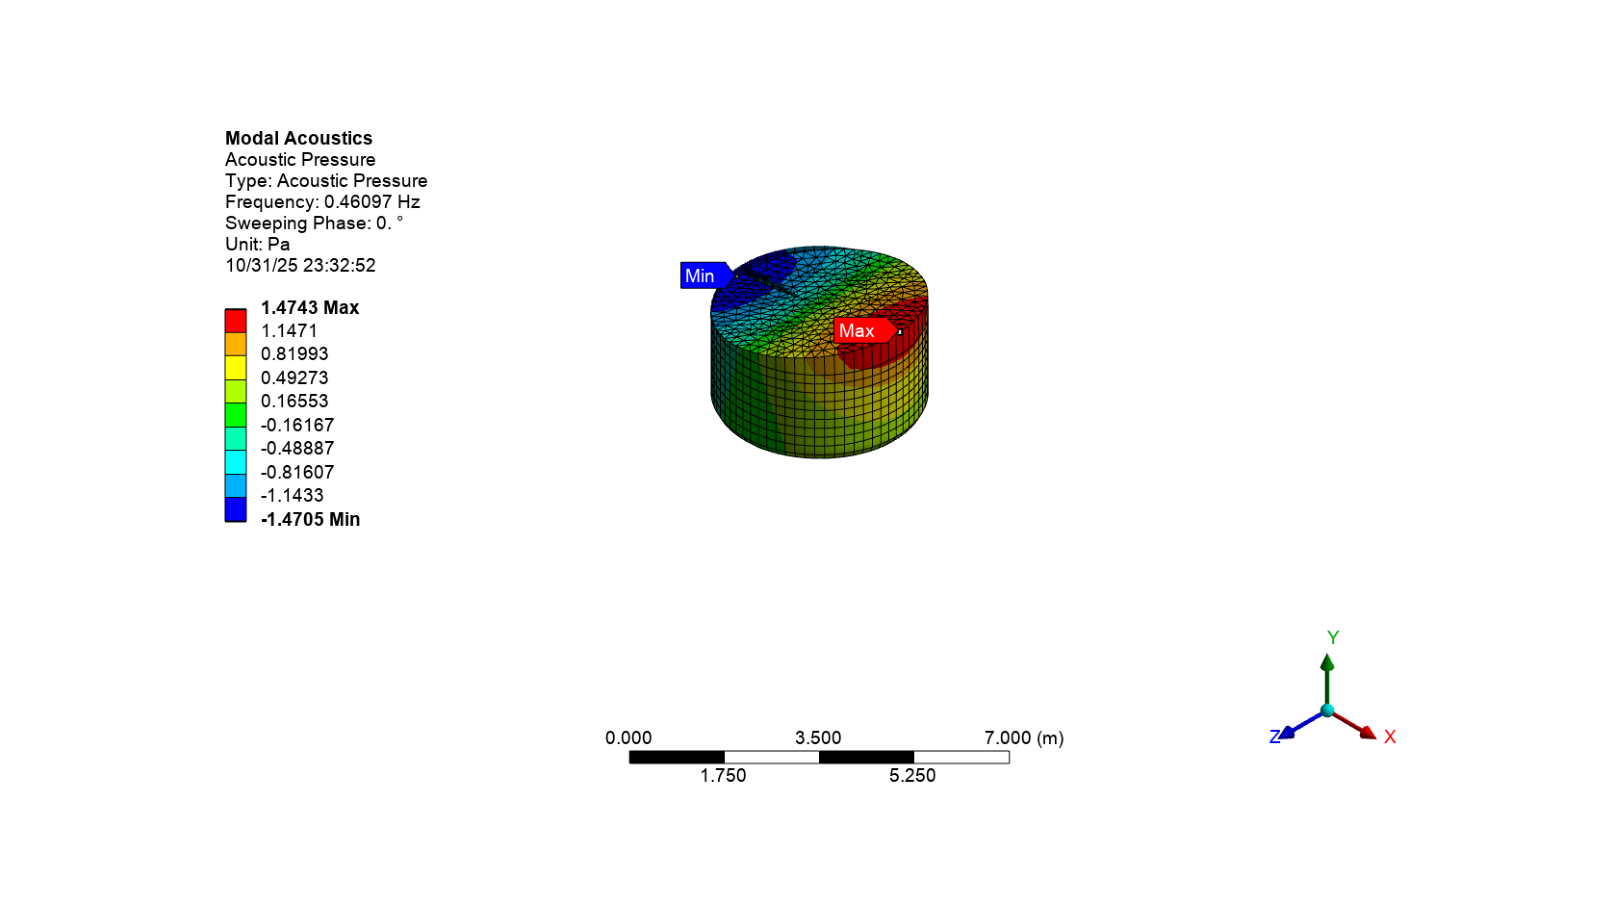 Modal Acoustics
Acoustic Pressure
Type: Acoustic Pressure
Frequency: 0.46097 Hz
Sweeping Phase: 0. °
Unit: Pa
10/31/25 23:32:52
1.4743 Max
1.1471
0.81993
0.49273
0.16553
-0.16167
-0.48887
-0.81607
-1.1433
-1.4705 Min
Min
Max
0.000 3.500 7.000 (m)
1.750 5.250
Y
Z X